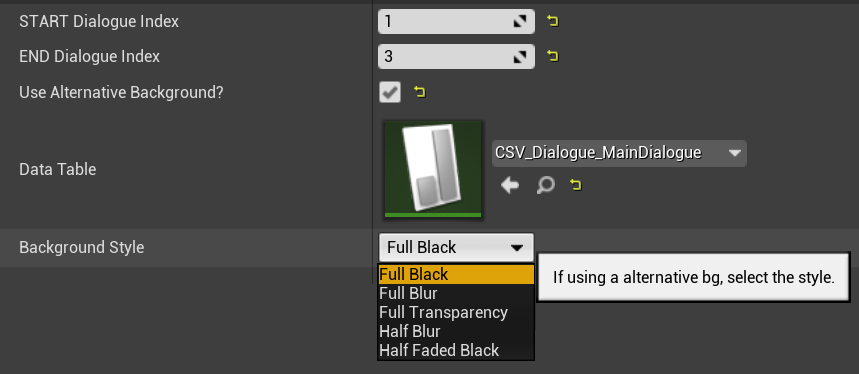 START Dialogue Index 1
END Dialogue Index 3
Use Alternative Background?
Data Table CSV_Dialogue_MainDialogue
Background Style Full Black
Full Black
Full Blur
Full Transparency
Half Blur
Half Faded Black
If using a alternative bg, select the style.